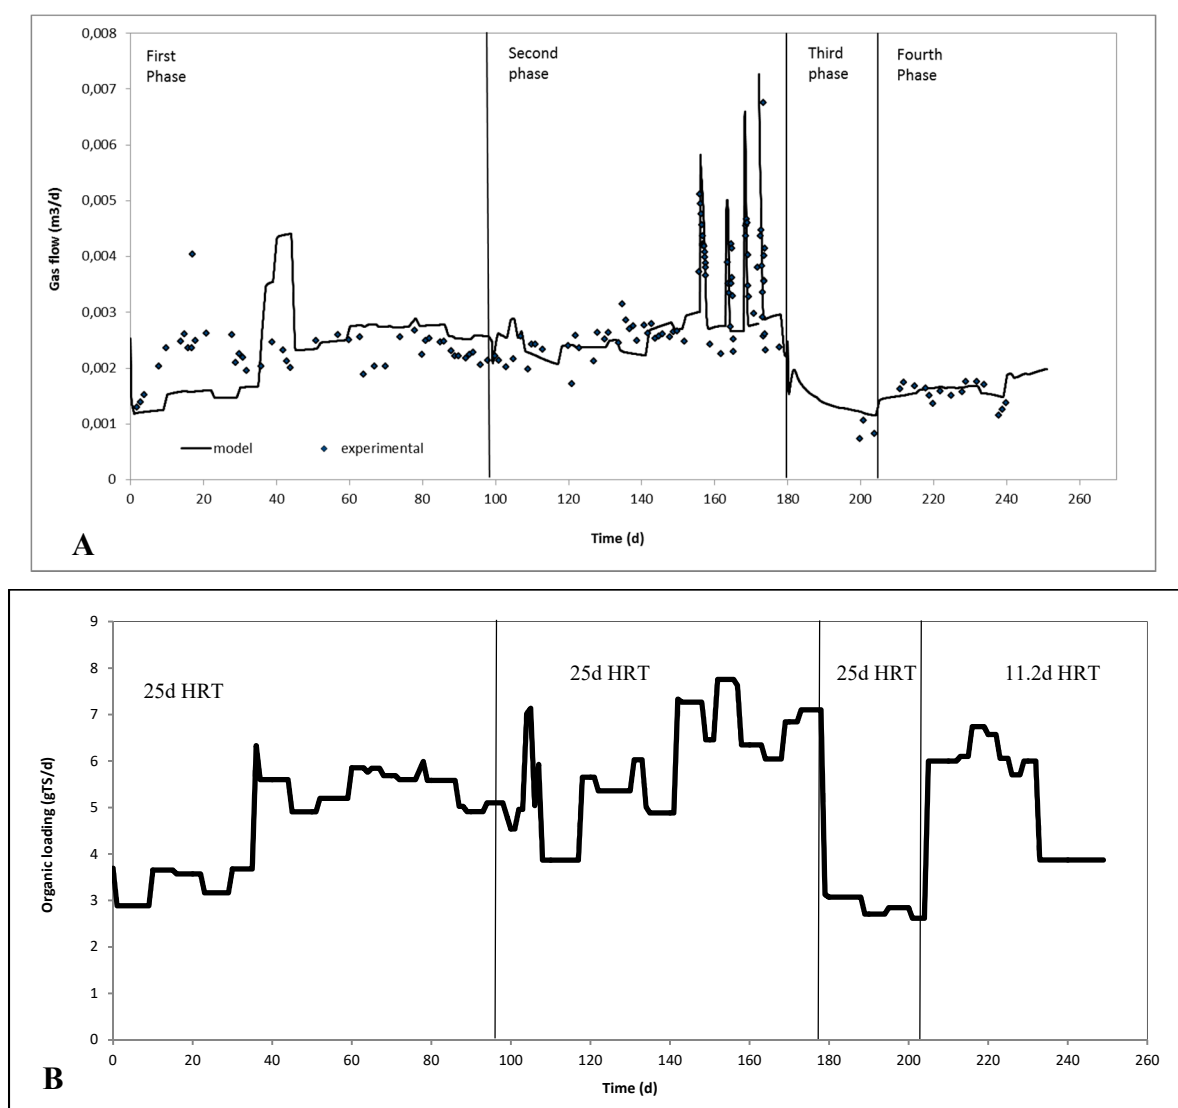 0,008
0,007
0,006
0,005
0,004
0,003
0,002
0,001
0
Gas flow (m3/d)
First
Phase
Second
phase
Third
phase
Fourth
Phase
model
experimental
0 20 40 60 80 100 120 140 160 180 200 220 240 260
Time (d)
A
9
8
7
6
5
4
3
2
1
0
Organic loading (gTS/d)
25d HRT
25d HRT
25d HRT
11.2d HRT
0 20 40 60 80 100 120 140 160 180 200 220 240 260
Time (d)
B